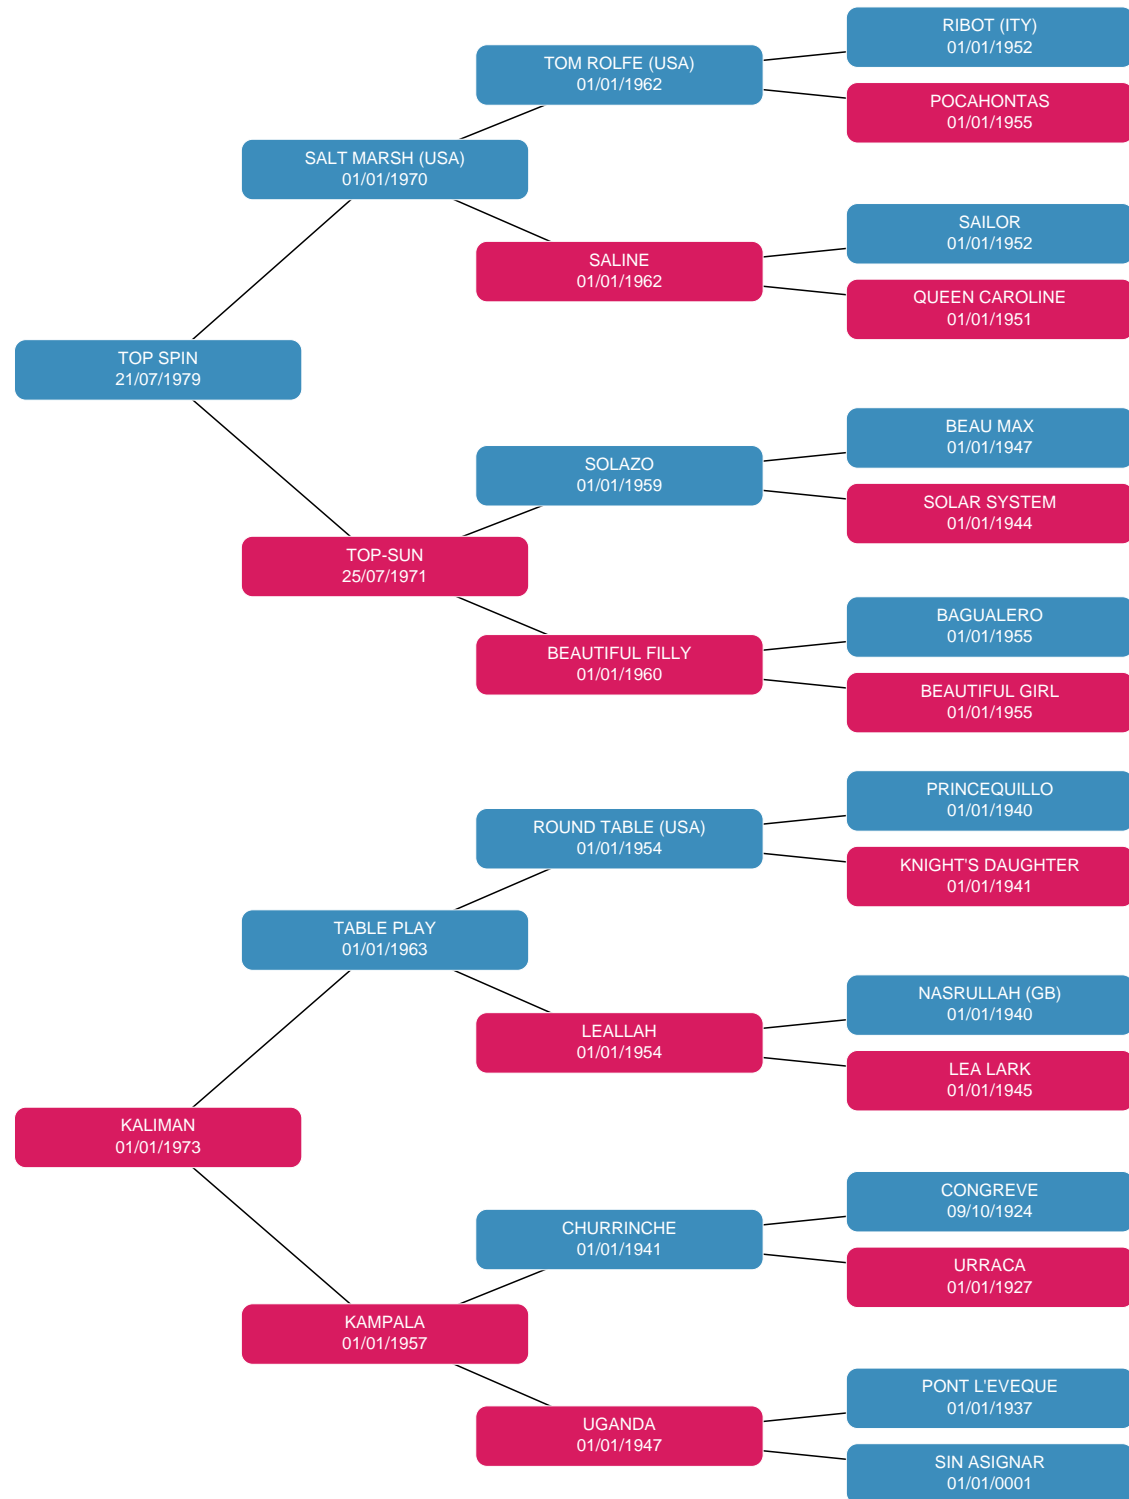 RIBOT (ITY)
01/01/1952
TOM ROLFE (USA)
01/01/1962
POCAHONTAS
01/01/1955
SALT MARSH (USA)
01/01/1970
SAILOR
01/01/1952
SALINE
01/01/1962
QUEEN CAROLINE
01/01/1951
TOP SPIN
21/07/1979
BEAU MAX
01/01/1947
SOLAZO
01/01/1959
SOLAR SYSTEM
01/01/1944
TOP-SUN
25/07/1971
BAGUALERO
01/01/1955
BEAUTIFUL FILLY
01/01/1960
BEAUTIFUL GIRL
01/01/1955
PRINCEQUILLO
01/01/1940
ROUND TABLE (USA)
01/01/1954
KNIGHT'S DAUGHTER
01/01/1941
TABLE PLAY
01/01/1963
NASRULLAH (GB)
01/01/1940
LEALLAH
01/01/1954
LEA LARK
01/01/1945
KALIMAN
01/01/1973
CONGREVE
09/10/1924
CHURRINCHE
01/01/1941
URRACA
01/01/1927
KAMPALA
01/01/1957
PONT L'EVEQUE
01/01/1937
UGANDA
01/01/1947
SIN ASIGNAR
01/01/0001